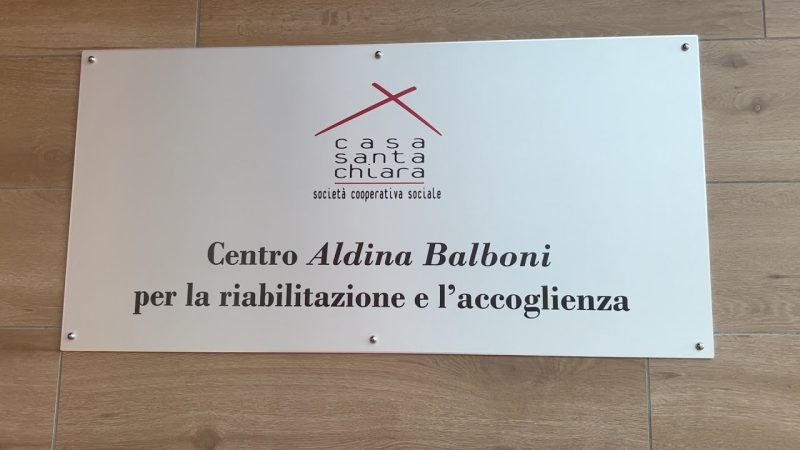 casa
santa
chiara
società cooperativa sociale
Centro Aldina Balboni
per la riabilitazione e l'accoglienza